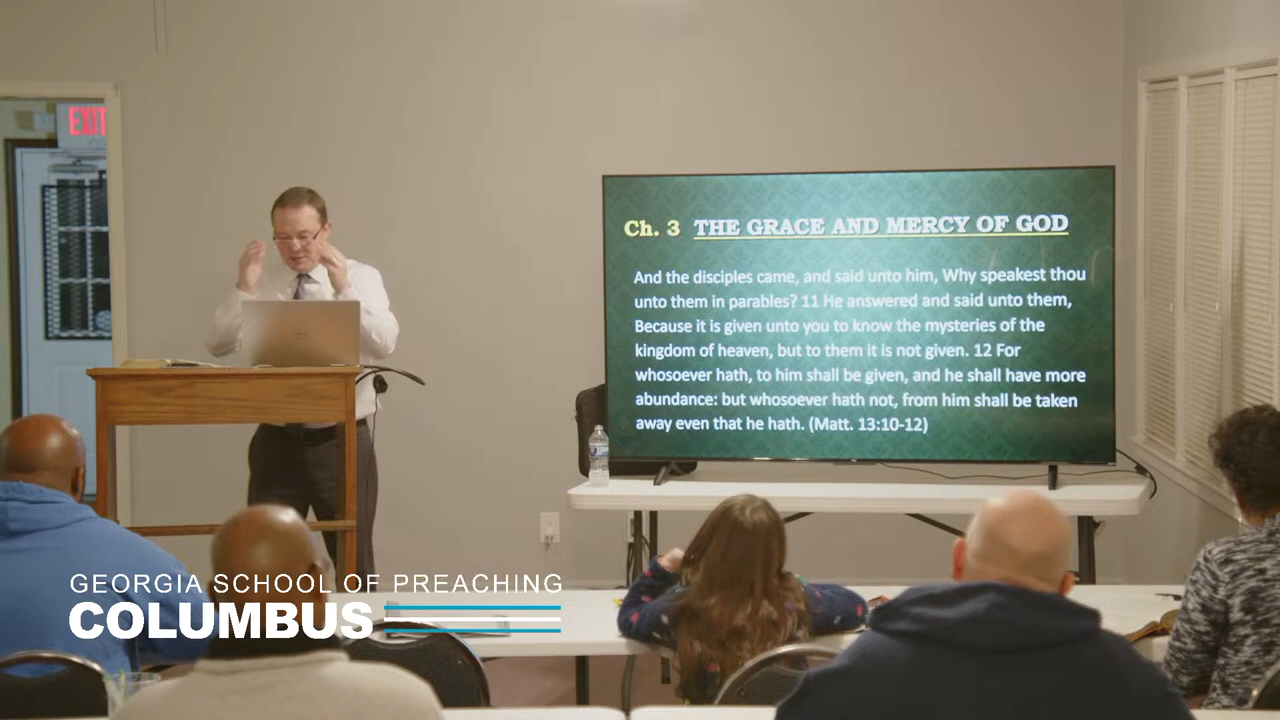 EXIT
Ch. 3 THE GRACE AND MERCY OF GOD
And the disciples came, and said unto him, Why speakest thou
unto them in parables? 11 He answered and said unto them,
Because it is given unto you to know the mysteries of the
kingdom of heaven, but to them it is not given. 12 For
whosoever hath, to him shall be given, and he shall have more
abundance: but whosoever hath not, from him shall be taken
away even that he hath. (Matt. 13:10-12)
GEORGIA SCHOOL OF PREACHING
COLUMBUS